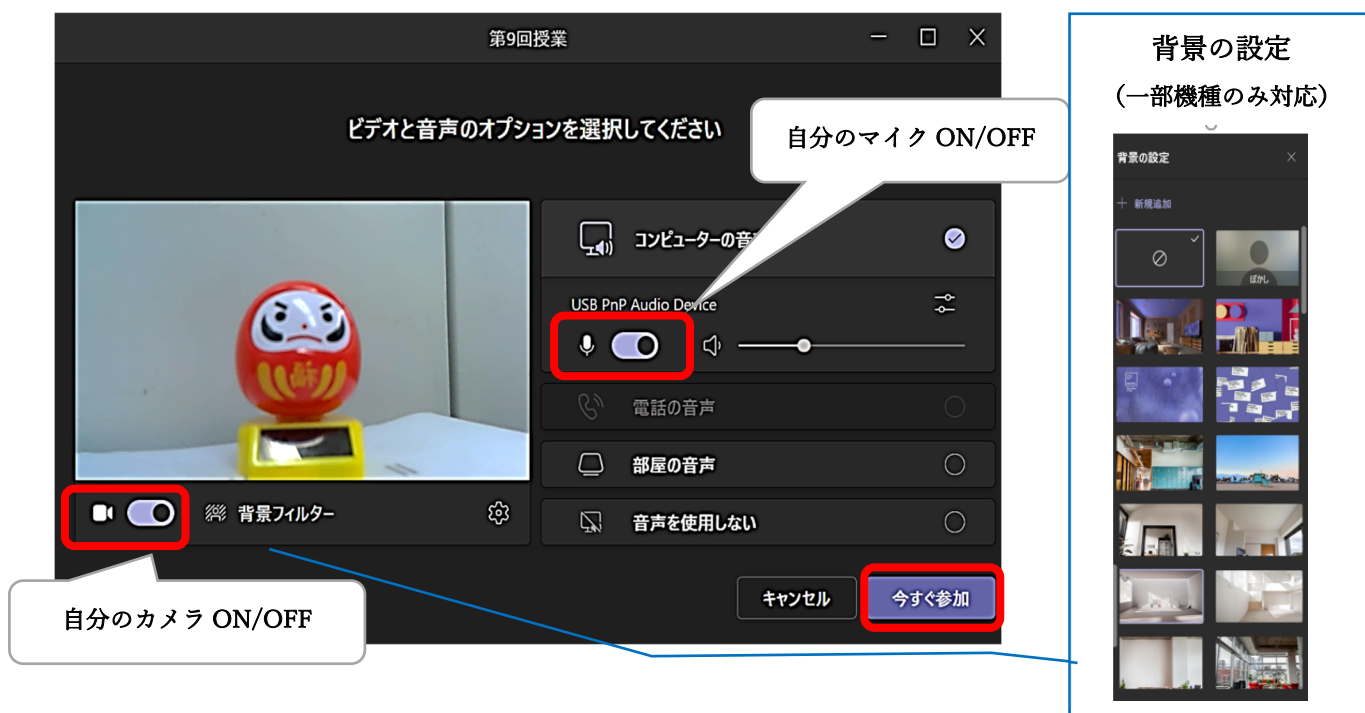 第9回授業
ビデオと音声のオプションを選択してください
自分のマイク ON/OFF
コンピューターの音
USB PnP Audio Device
電話の音声
部屋の音声
音声を使用しない
背景フィルター
キャンセル
今すぐ参加
自分のカメラ ON/OFF
背景の設定
（一部機種のみ対応）
背景の設定
新規追加
ぼかし